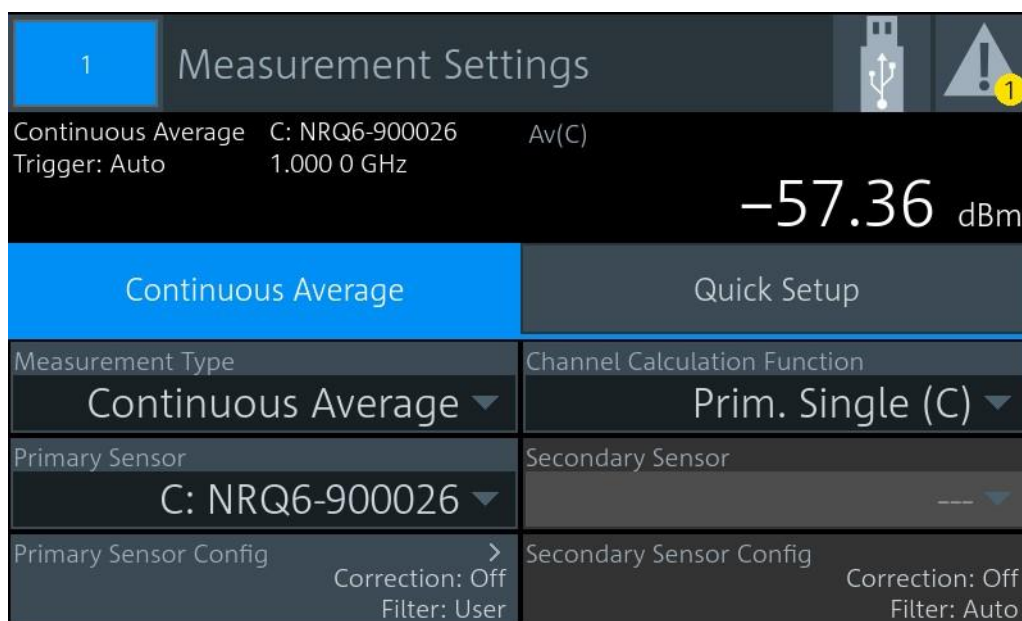 1
Measurement Settings
1
Continuous Average C: NRQ6-900026 Av(C)
Trigger: Auto 1.000 0 GHz
−57.36 dBm
Continuous Average
Quick Setup
Measurement Type
Continuous Average
Channel Calculation Function
Prim. Single (C)
Primary Sensor
C: NRQ6-900026
Secondary Sensor
---
Primary Sensor Config >
Correction: Off
Filter: User
Secondary Sensor Config
Correction: Off
Filter: Auto